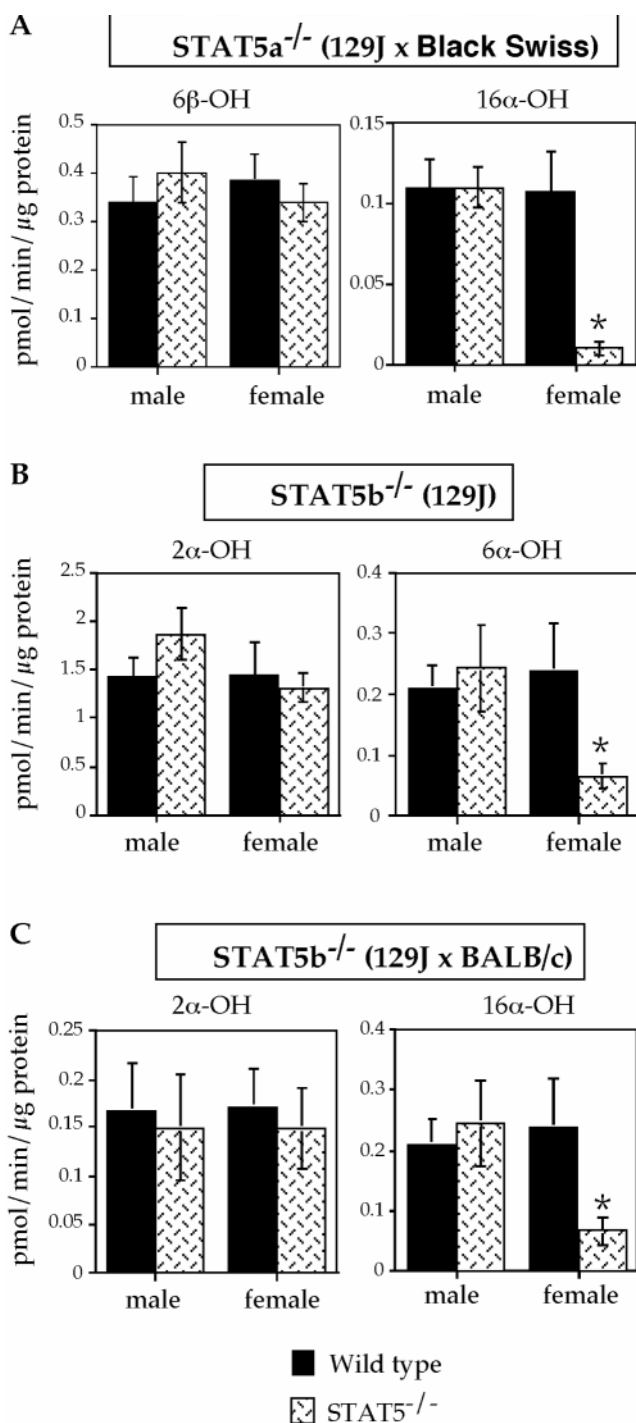 A
STAT5a-/- (129J x Black Swiss)
6β-OH
16α-OH
pmol/min/µg protein
0.5
0.4
0.3
0.2
0.1
0
0.15
0.1
0.05
0
*
male
female
male
female
B
STAT5b-/- (129J)
2α-OH
6α-OH
pmol/min/µg protein
2.5
2
1.5
1
0.5
0
0.4
0.3
0.2
0.1
0
*
male
female
male
female
C
STAT5b-/- (129J x BALB/c)
2α-OH
16α-OH
pmol/min/µg protein
0.25
0.2
0.15
0.1
0.05
0
0.4
0.3
0.2
0.1
0
*
male
female
male
female
Wild type
STAT5-/-